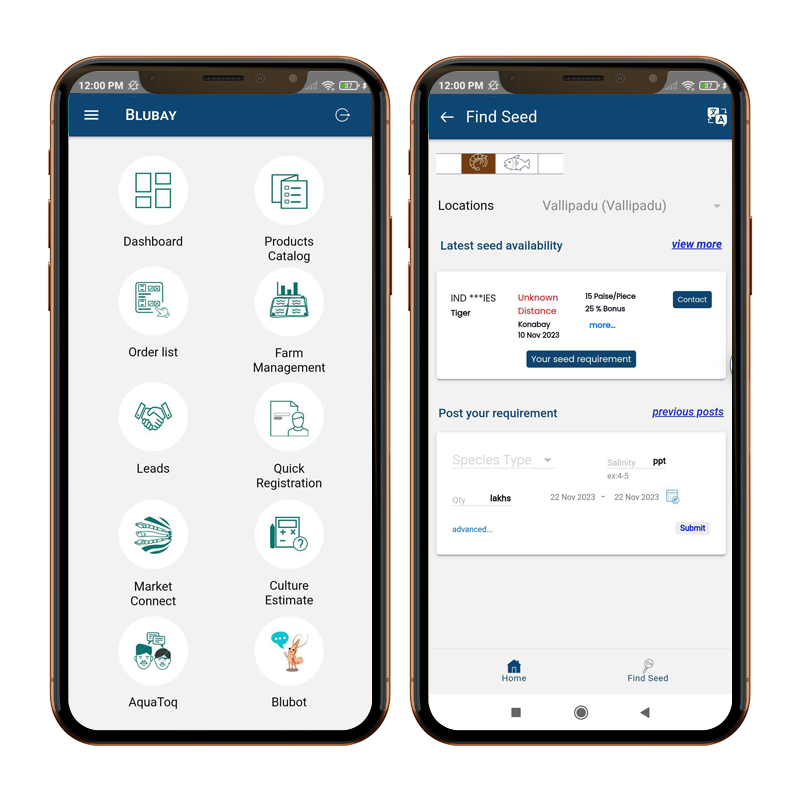 12:00 PM
37
BLUBAY
Dashboard
Products
Catalog
Order list
Farm
Management
Leads
Quick
Registration
Market
Connect
Culture
Estimate
AquaToq
Blubot
12:00 PM
37
Find Seed
Locations
Vallipadu (Vallipadu)
Latest seed availability
view more
IND ***IES
Tiger
Unknown
Distance
Konabay
10 Nov 2023
15 Paise/Piece
25 % Bonus
more...
Contact
Your seed requirement
Post your requirement
previous posts
Species Type
Salinity ppt
ex:4-5
Qty lakhs
22 Nov 2023 - 22 Nov 2023
advanced...
Submit
Home
Find Seed